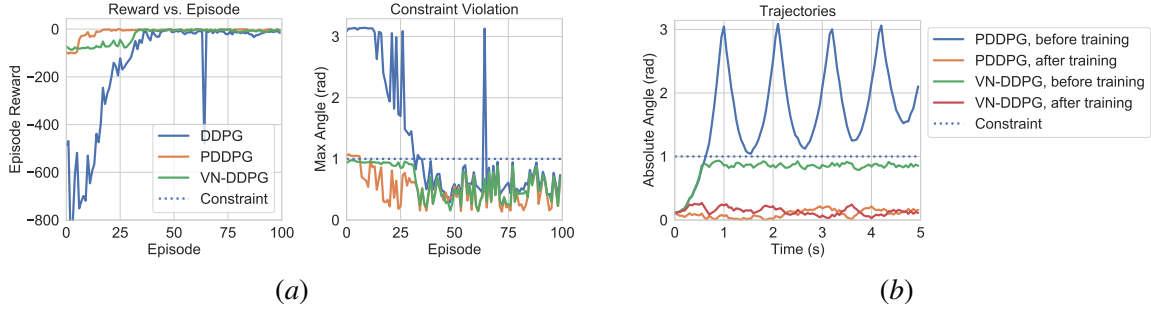 Reward vs. Episode
Episode Reward
0
−200
−400
−600
−800
0
25
50
75
100
Episode
DDPG
PDDPG
VN-DDPG
Constraint
Constraint Violation
Max Angle (rad)
3
2
1
0
0
25
50
75
100
Episode
(a)
Trajectories
Absolute Angle (rad)
3
2
1
0
0
1
2
3
4
5
Time (s)
PDDPG, before training
PDDPG, after training
VN-DDPG, before training
VN-DDPG, after training
Constraint
(b)